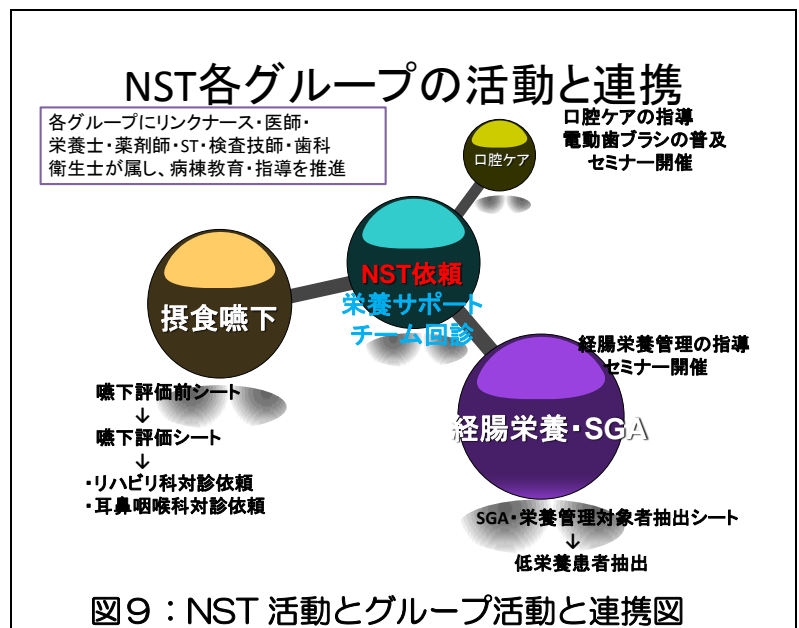 NST各グループの活動と連携
各グループにリンクナース・医師・
栄養士・薬剤師・ST・検査技師・歯科
衛生士が属し、病棟教育・指導を推進
口腔ケア
口腔ケアの指導
電動歯ブラシの普及
セミナー開催
NST依頼
栄養サポート
チーム回診
摂食嚥下
嚥下評価前シート
↓
嚥下評価シート
↓
・リハビリ科対診依頼
・耳鼻咽喉科対診依頼
経腸栄養管理の指導
セミナー開催
経腸栄養・SGA
SGA・栄養管理対象者抽出シート
↓
低栄養患者抽出
図９：NST 活動とグループ活動と連携図